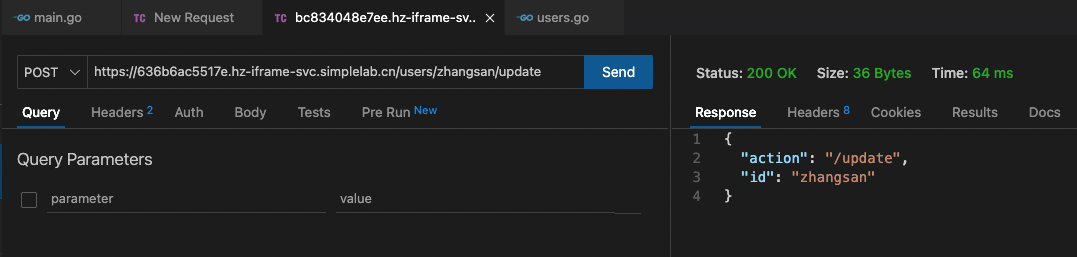 main.go
TC New Request
TC bc834048e7ee.hz-iframe-sv..
users.go
POST
https://636b6ac5517e.hz-iframe-svc.simplelab.cn/users/zhangsan/update
Send
Query
Headers 2
Auth
Body
Tests
Pre Run New
Query Parameters
parameter
value
Status: 200 OK
Size: 36 Bytes
Time: 64 ms
Response
Headers 8
Cookies
Results
Docs
1 {
2 "action": "/update",
3 "id": "zhangsan"
4 }